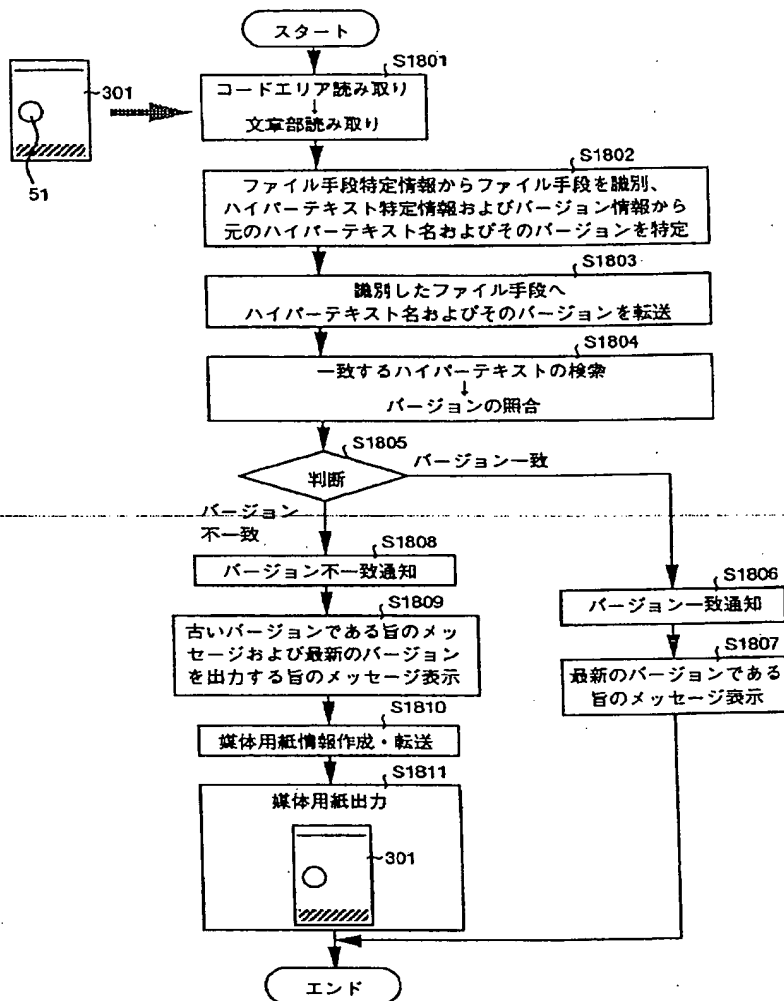 スタート
S1801
301
コードエリア読み取り
↓
文章部読み取り
51
S1802
ファイル手段特定情報からファイル手段を識別、
ハイパーテキスト特定情報およびバージョン情報から
元のハイパーテキスト名およびそのバージョンを特定
S1803
識別したファイル手段へ
ハイパーテキスト名およびそのバージョンを転送
S1804
一致するハイパーテキストの検索
↓
バージョンの照合
S1805
判断
バージョン一致
バージョン
不一致
S1808
バージョン不一致通知
S1809
古いバージョンである旨のメッ
セージおよび最新のバージョン
を出力する旨のメッセージ表示
S1810
媒体用紙情報作成・転送
S1811
媒体用紙出力
301
S1806
バージョン一致通知
S1807
最新のバージョンである
旨のメッセージ表示
エンド